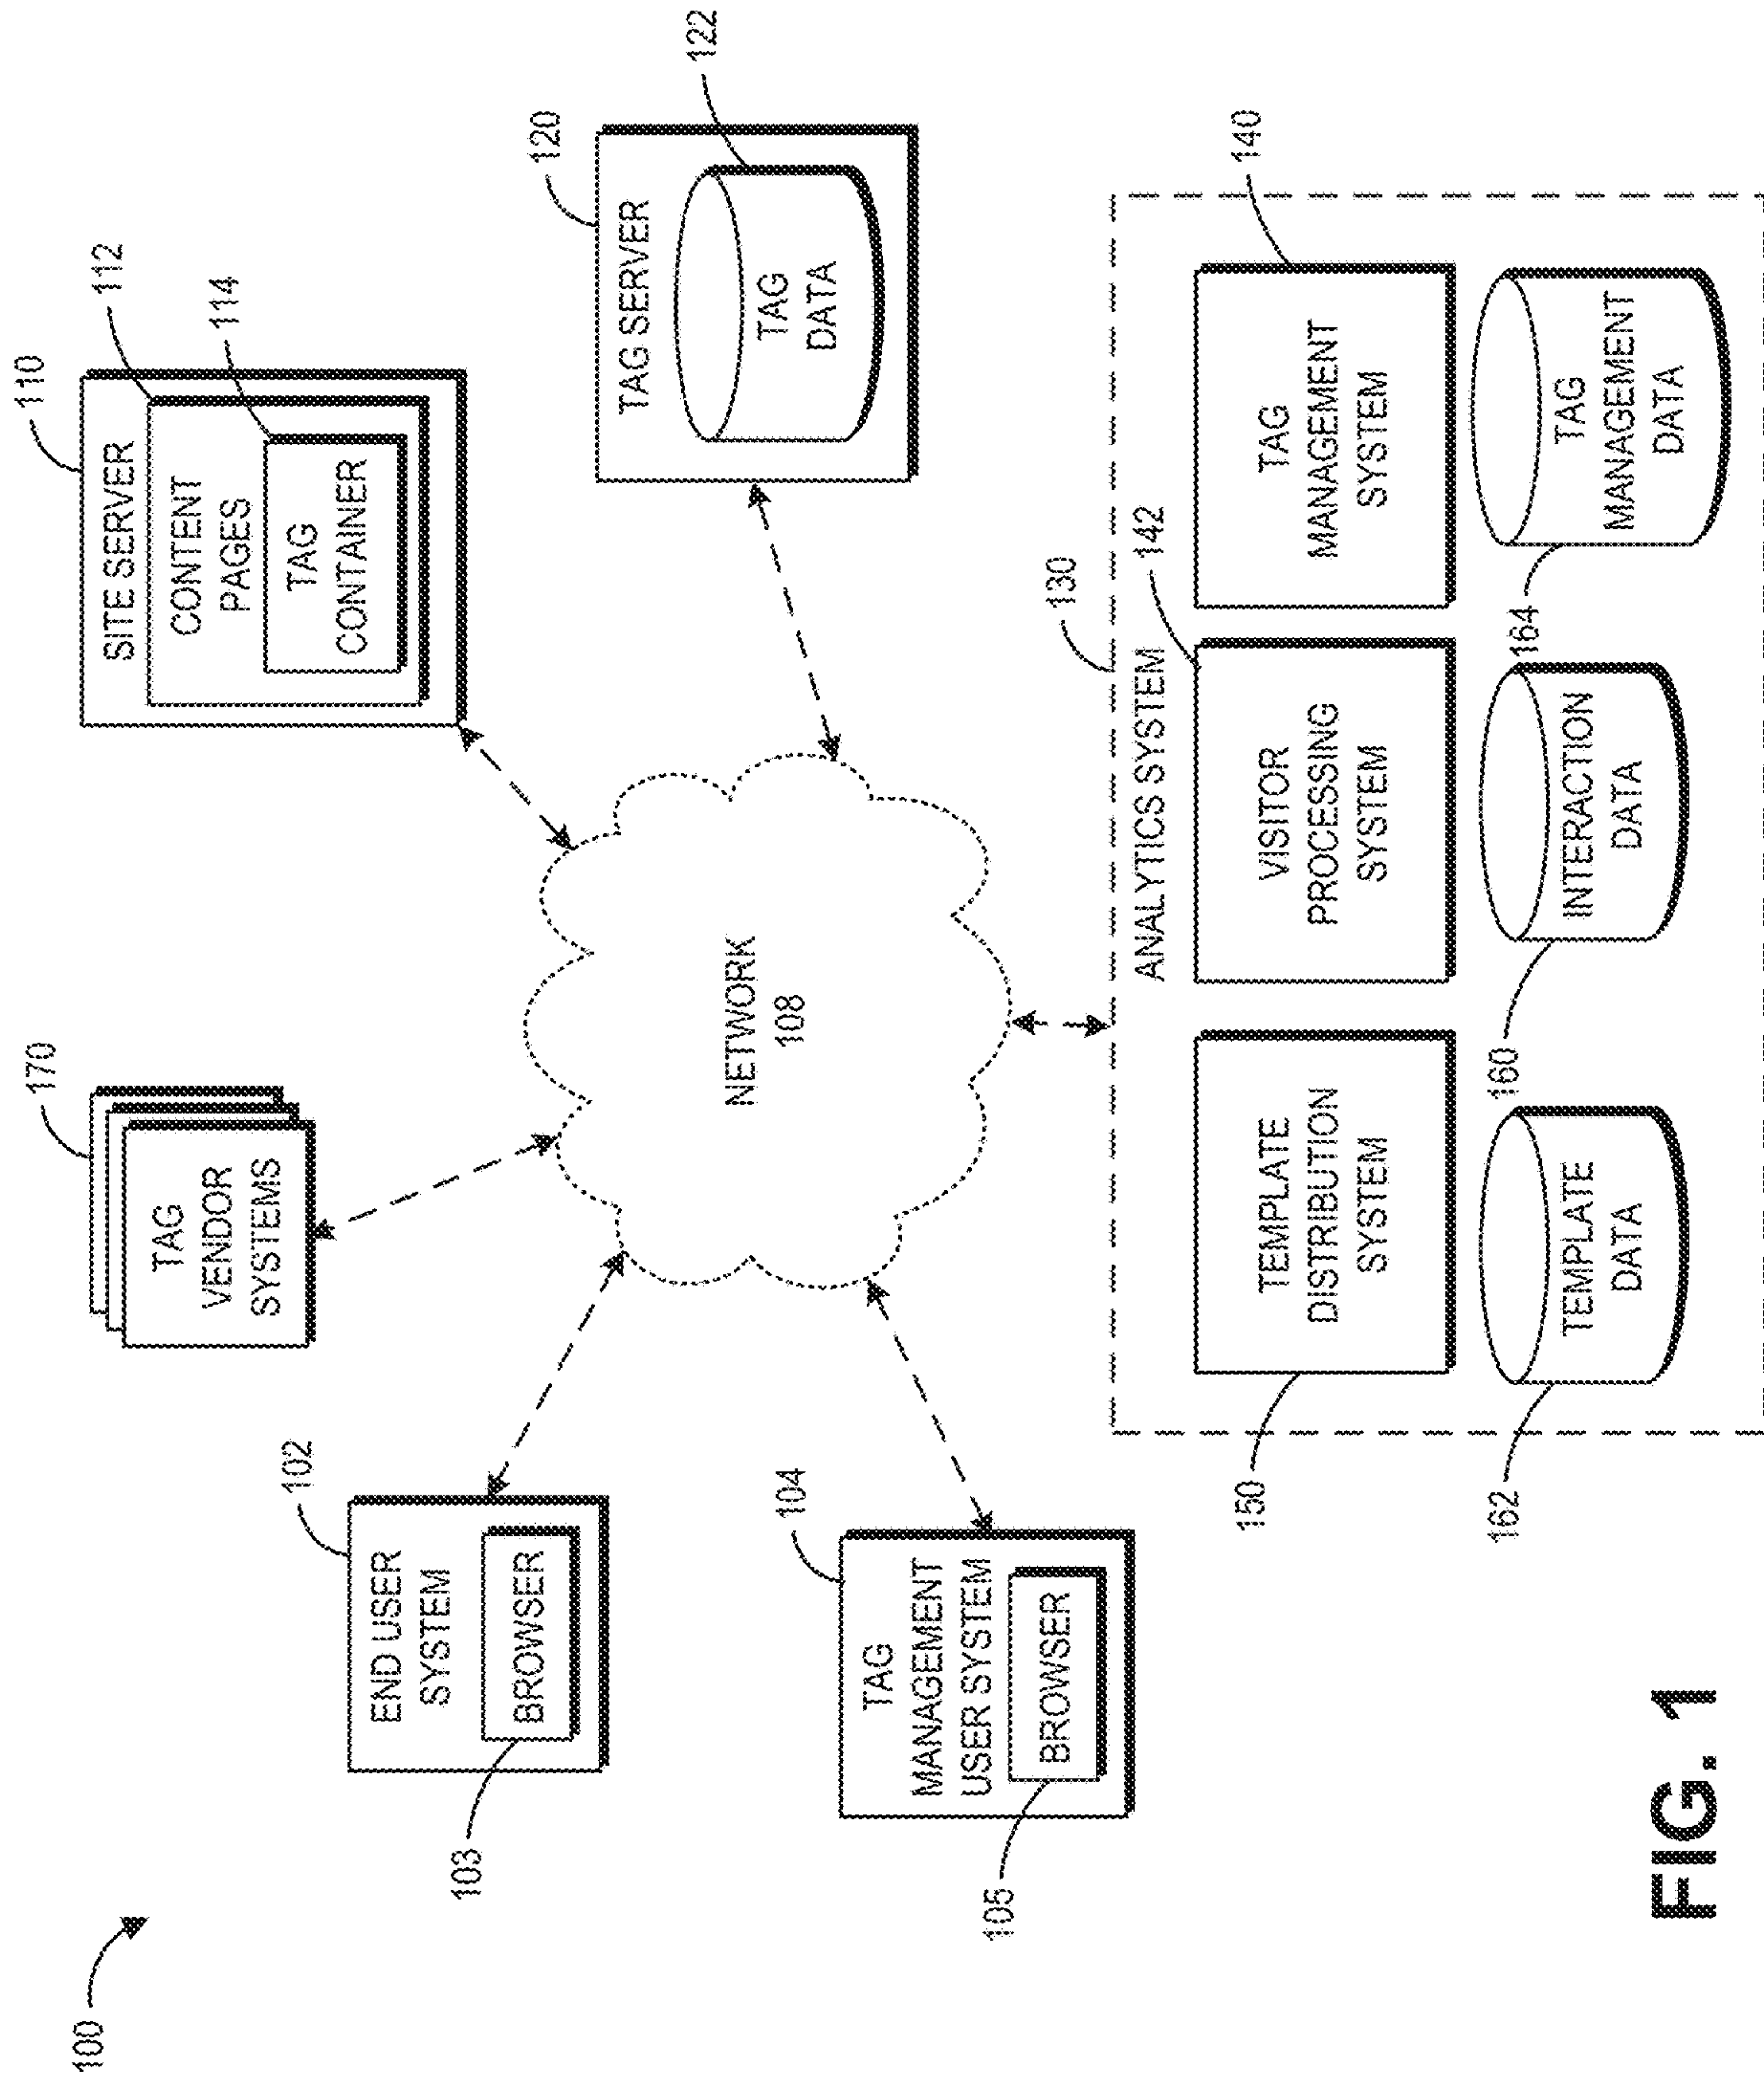 100
170
TAG
VENDOR
SYSTEMS
110
SITE SERVER
112
CONTENT
PAGES
114
TAG
CONTAINER
102
END USER
SYSTEM
BROWSER
103
120
TAG SERVER
122
TAG
DATA
NETWORK
108
104
TAG
MANAGEMENT
USER SYSTEM
BROWSER
105
130
ANALYTICS SYSTEM
150
TEMPLATE
DISTRIBUTION
SYSTEM
142
VISITOR
PROCESSING
SYSTEM
140
TAG
MANAGEMENT
SYSTEM
162
TEMPLATE
DATA
160
INTERACTION
DATA
164
TAG
MANAGEMENT
DATA
FIG. 1